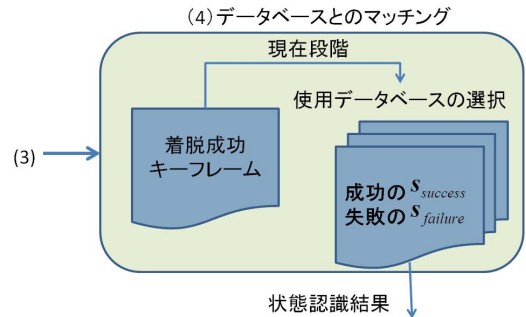 (4)データベースとのマッチング
現在段階
使用データベースの選択
(3)
着脱成功
キーフレーム
成功の s success
失敗の s failure
状態認識結果